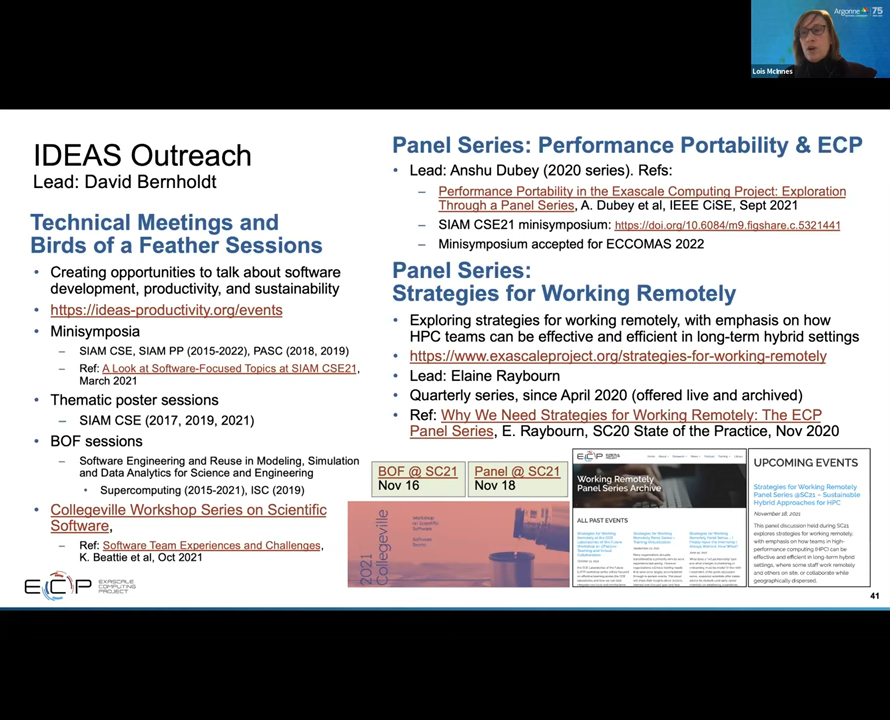 Argonne
75
Lois McInnes
IDEAS Outreach
Lead: David Bernholdt
Technical Meetings and
Birds of a Feather Sessions
• Creating opportunities to talk about software
development, productivity, and sustainability
• https://ideas-productivity.org/events
• Minisymposia
– SIAM CSE, SIAM PP (2015-2022), PASC (2018, 2019)
– Ref: A Look at Software-Focused Topics at SIAM CSE21,
March 2021
• Thematic poster sessions
– SIAM CSE (2017, 2019, 2021)
• BOF sessions
– Software Engineering and Reuse in Modeling, Simulation
and Data Analytics for Science and Engineering
• Supercomputing (2015-2021), ISC (2019)
• Collegeville Workshop Series on Scientific
Software,
– Ref: Software Team Experiences and Challenges,
K. Beattie et al, Oct 2021
ECP
EXASCALE
COMPUTING
PROJECT
Panel Series: Performance Portability & ECP
• Lead: Anshu Dubey (2020 series). Refs:
– Performance Portability in the Exascale Computing Project: Exploration
Through a Panel Series, A. Dubey et al, IEEE CiSE, Sept 2021
– SIAM CSE21 minisymposium: https://doi.org/10.6084/m9.figshare.c.5321441
– Minisymposium accepted for ECCOMAS 2022
Panel Series:
Strategies for Working Remotely
• Exploring strategies for working remotely, with emphasis on how
HPC teams can be effective and efficient in long-term hybrid settings
• https://www.exascaleproject.org/strategies-for-working-remotely
• Lead: Elaine Raybourn
• Quarterly series, since April 2020 (offered live and archived)
• Ref: Why We Need Strategies for Working Remotely: The ECP
Panel Series, E. Raybourn, SC20 State of the Practice, Nov 2020
BOF @ SC21
Nov 16
Panel @ SC21
Nov 18
2021
Collegeville
Workshop
on Scientific
Software
Software
Teams
ECP
Working Remotely
Panel Series Archive
ALL PAST EVENTS
UPCOMING EVENTS
Strategies for Working Remotely
Panel Series @SC21 – Sustainable
Hybrid Approaches for HPC
November 18, 2021
This panel discussion held during SC21
explores strategies for working remotely,
with emphasis on how teams in high-
performance computing (HPC) can be
effective and efficient in long-term hybrid
settings, where some staff work remotely
and others on site, or collaborate while
geographically dispersed.
41